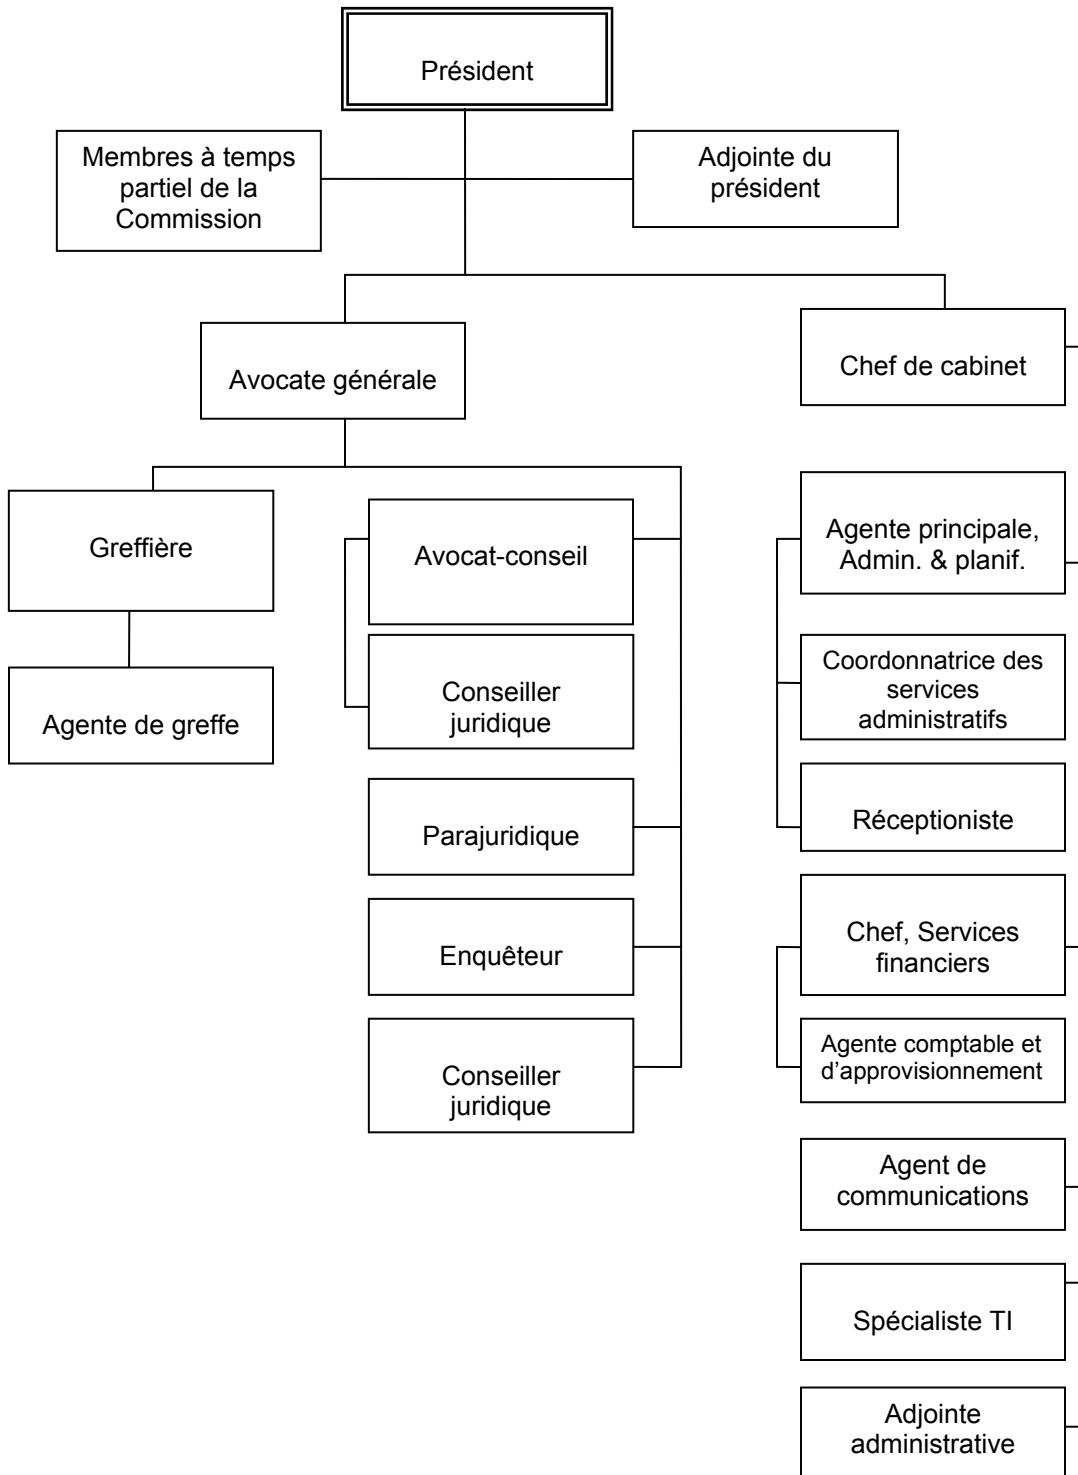 Président
Membres à temps
partiel de la
Commission
Adjointe du
président
Avocate générale
Chef de cabinet
Greffière
Agente de greffe
Avocat-conseil
Conseiller
juridique
Parajuridique
Enquêteur
Conseiller
juridique
Agente principale,
Admin. & planif.
Coordonnatrice des
services
administratifs
Réceptioniste
Chef, Services
financiers
Agente comptable et
d’approvisionnement
Agent de
communications
Spécialiste TI
Adjointe
administrative